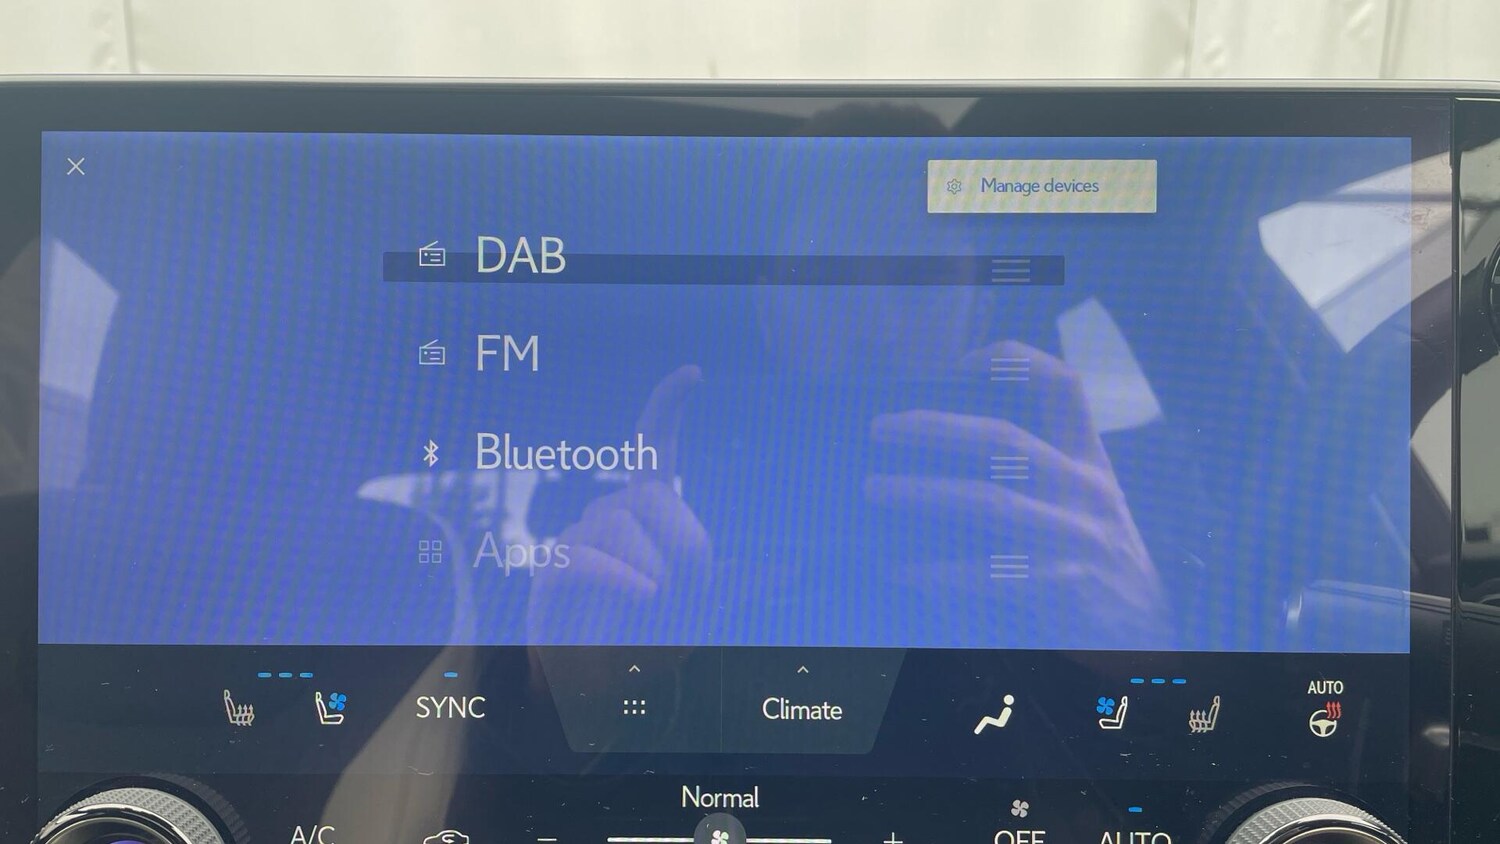 Manage devices
DAB
FM
Bluetooth
Apps
SYNC
Climate
AUTO
Normal
A/C
OFF
AUTO